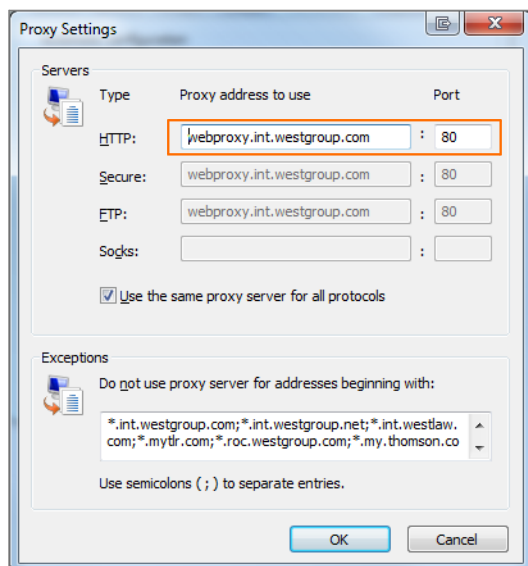 Proxy Settings
Servers
Type Proxy address to use Port
HTTP: webproxy.int.westgroup.com : 80
Secure: webproxy.int.westgroup.com : 80
FTP: webproxy.int.westgroup.com : 80
Socks: :
Use the same proxy server for all protocols
Exceptions
Do not use proxy server for addresses beginning with:
*.int.westgroup.com;*.int.westgroup.net;*.int.westlaw.
com;*.mytlr.com;*.roc.westgroup.com;*.my.thomson.co
Use semicolons ( ; ) to separate entries.
OK Cancel